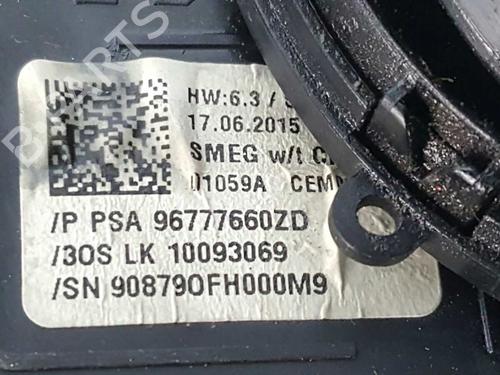 HW:6.3 /
17.06.2015
SMEG w/t
01059A CEM
/P PSA 96777660ZD
/3OS LK 10093069
/SN 908790FH000M9